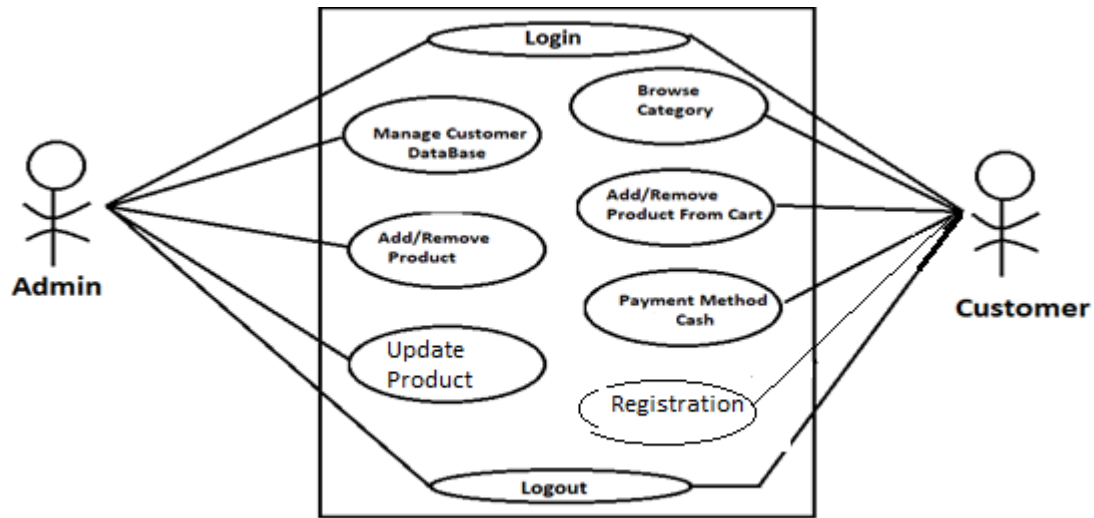 Login
Browse
Category
Manage Customer
DataBase
Add/Remove
Product From Cart
Add/Remove
Product
Admin
Payment Method
Cash
Customer
Update
Product
Registration
Logout